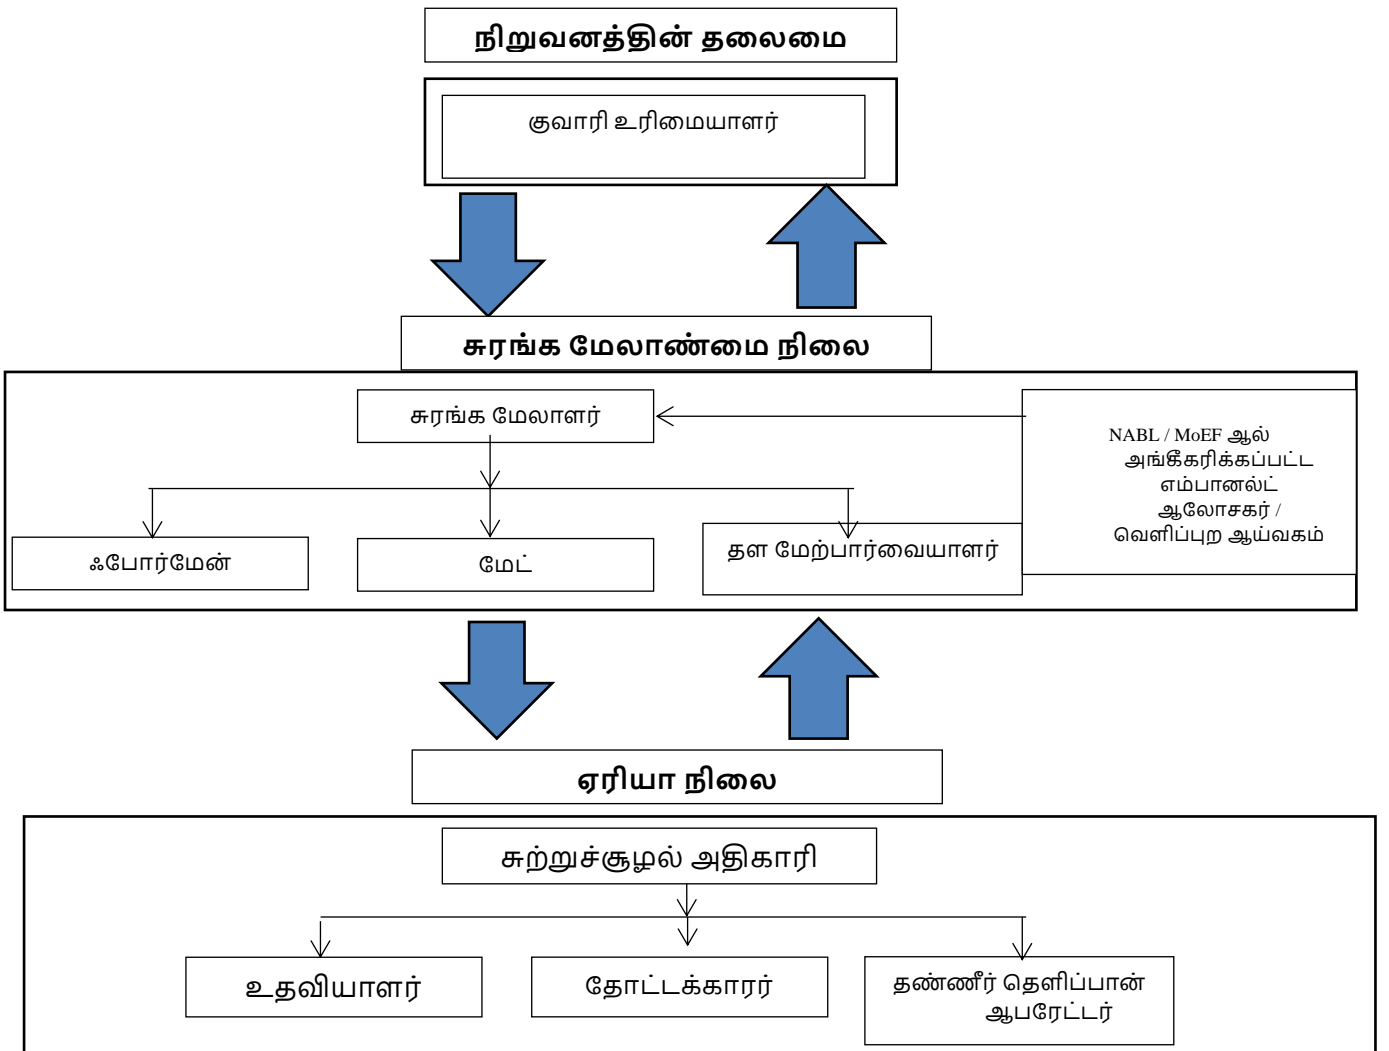 நிறுவனத்தின் தலைமை
குவாரி உரிமையாளர்
சுரங்க மேலாண்மை நிலை
சுரங்க மேலாளர்
NABL / MoEF ஆல்
அங்கீகரிக்கப்பட்ட
எம்பானல்ட்
ஆலோசகர் /
வெளிப்புற ஆய்வகம்
ஃபோர்மேன்
மேட்
தள மேற்பார்வையாளர்
ஏரியா நிலை
சுற்றுச்சூழல் அதிகாரி
உதவியாளர்
தோட்டக்காரர்
தண்ணீர் தெளிப்பான்
ஆபரேட்டர்